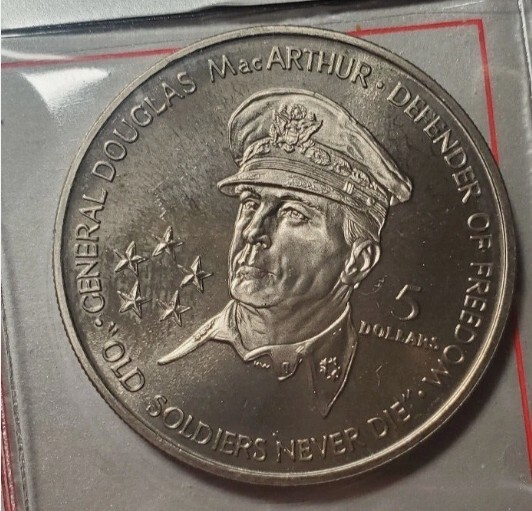 ·GENERAL DOUGLAS MacARTHUR·DEFENDER OF FREEDOM·
"OLD SOLDIERS NEVER DIE"
5
DOLLARS